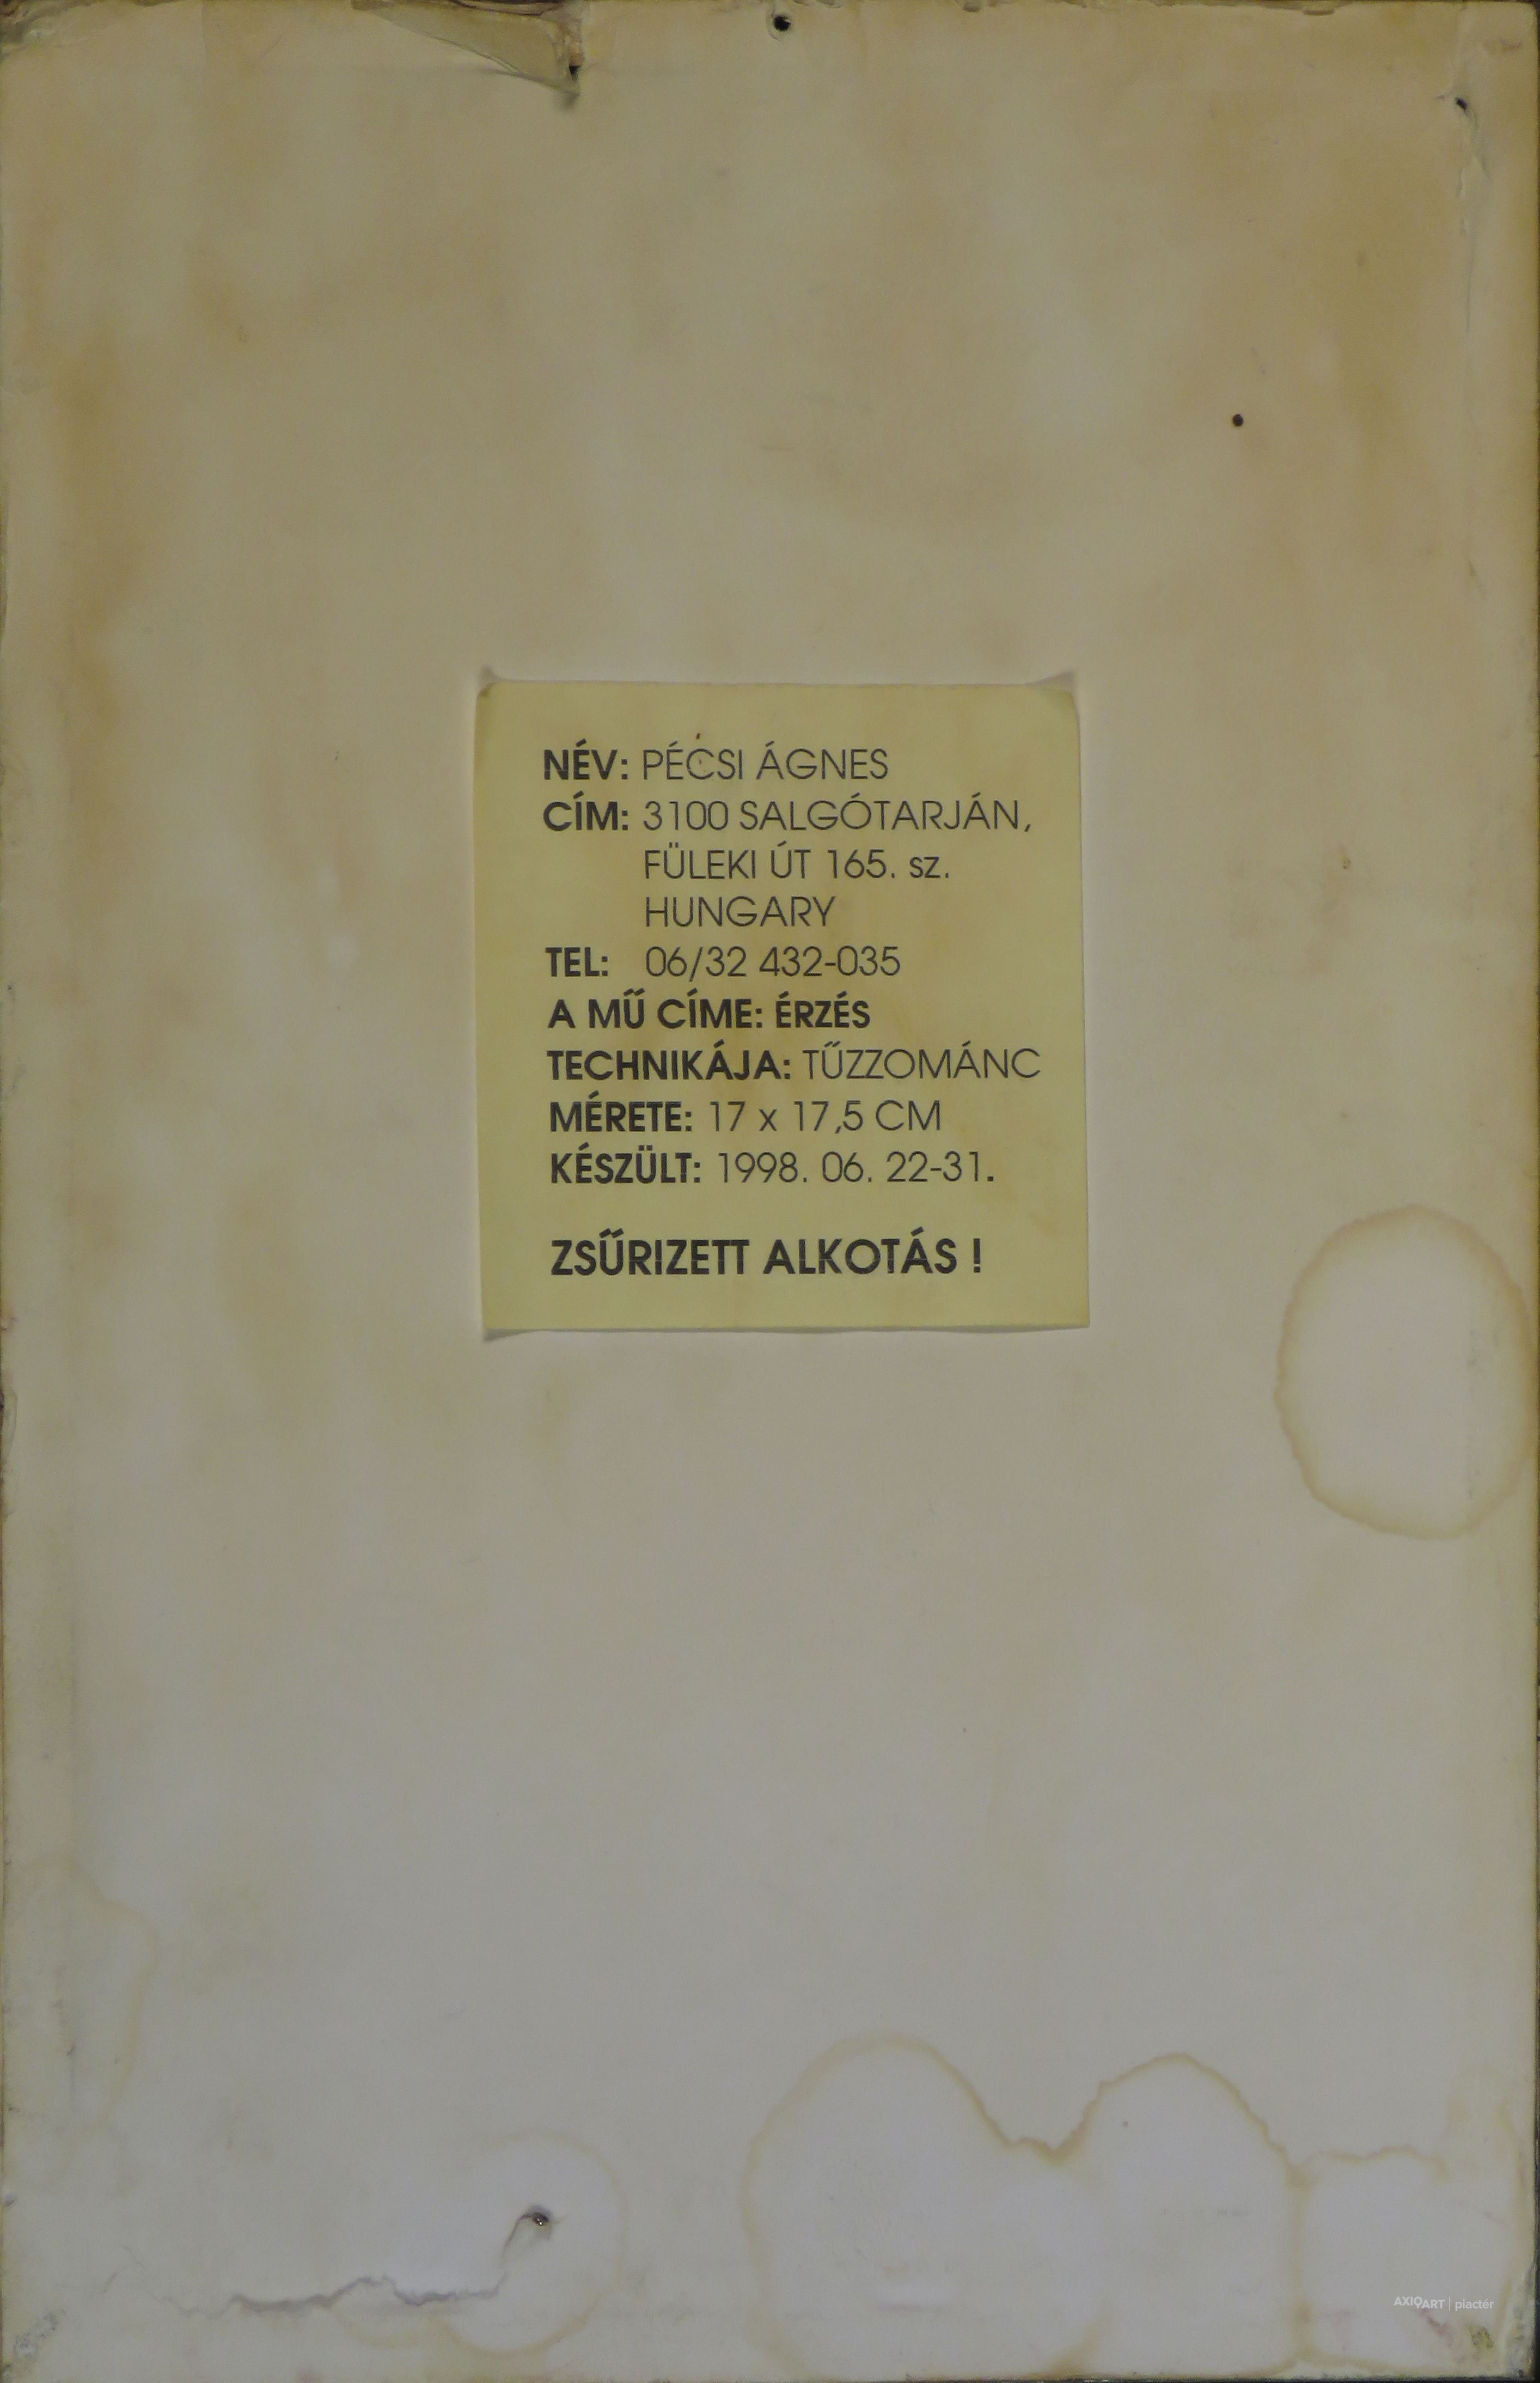 NÉV: PÉCSI ÁGNES
CÍM: 3100 SALGÓTARJÁN,
FÜLEKI ÚT 165. sz.
HUNGARY
TEL: 06/32 432-035
A MŰ CÍME: ÉRZÉS
TECHNIKÁJA: TŰZZOMÁNC
MÉRETE: 17 x 17,5 CM
KÉSZÜLT: 1998. 06. 22-31.
ZSŰRIZETT ALKOTÁS !
AXIOART | piactér